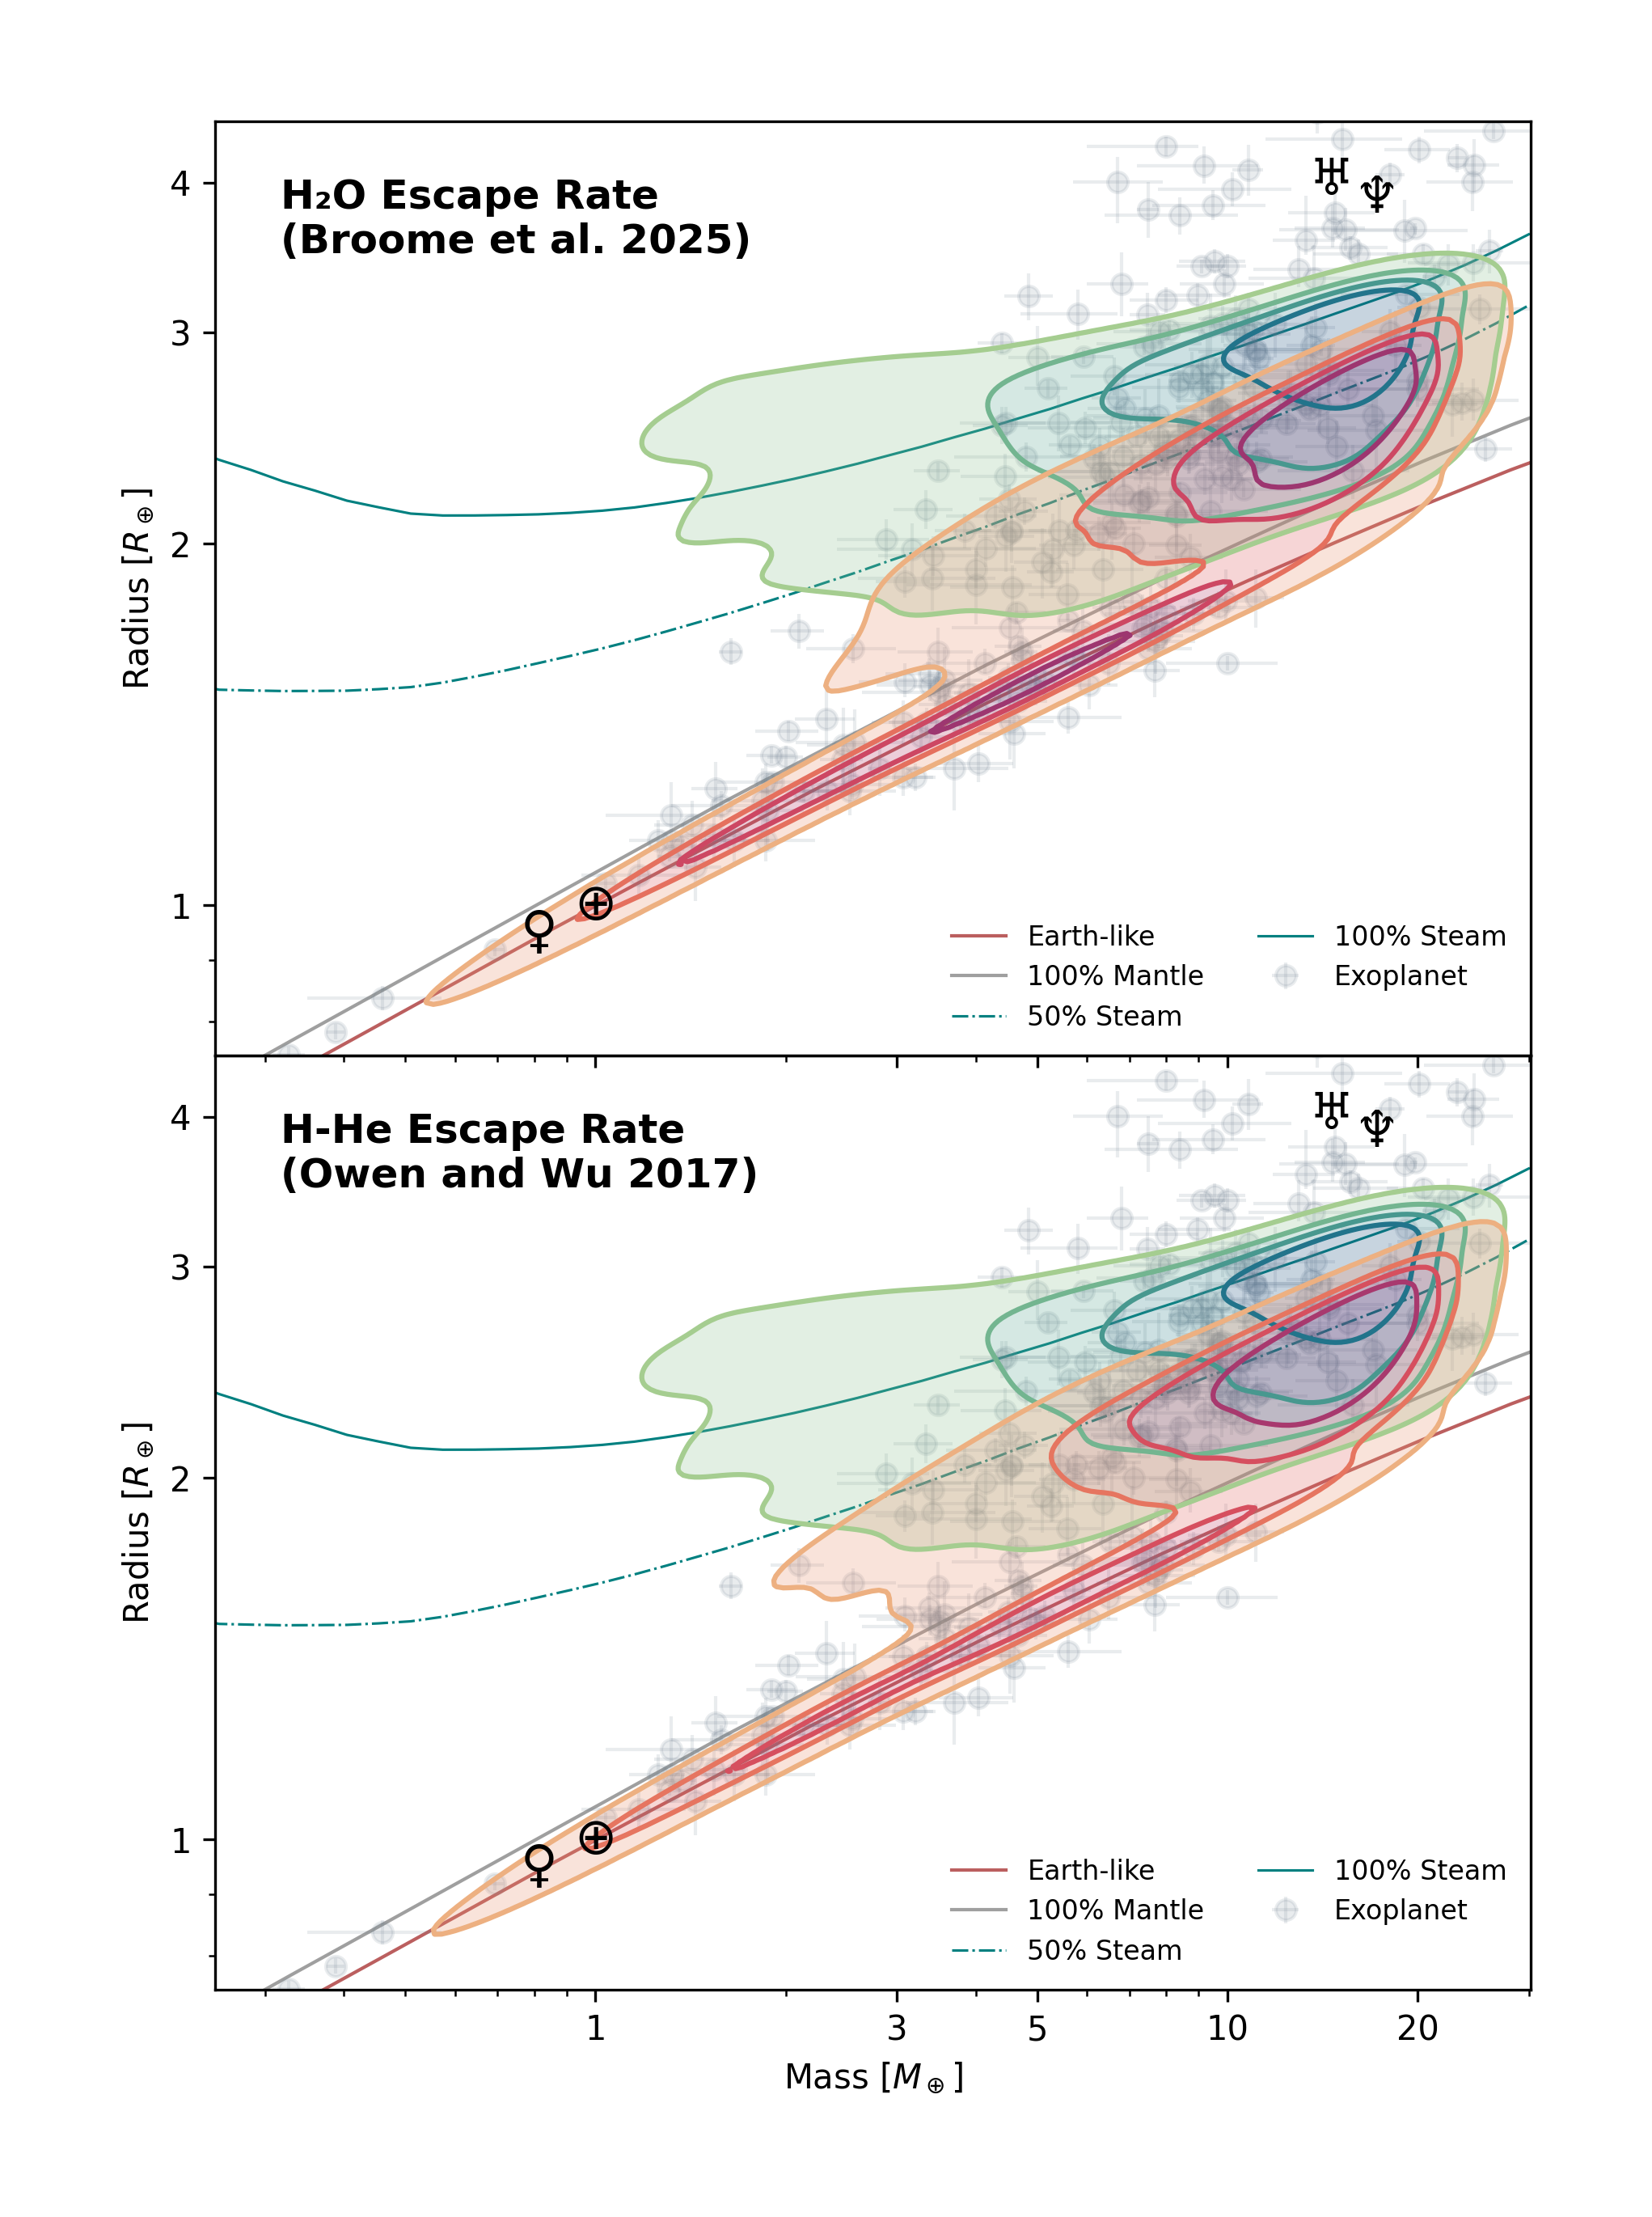 H₂O Escape Rate
(Broome et al. 2025)
4
3
2
1
Radius [R⊕]
♅ ♆
♀ ⊕
Earth-like
100% Mantle
50% Steam
100% Steam
Exoplanet
H-He Escape Rate
(Owen and Wu 2017)
4
3
2
1
Radius [R⊕]
♅ ♆
♀ ⊕
Earth-like
100% Mantle
50% Steam
100% Steam
Exoplanet
1 3 5 10 20
Mass [M⊕]